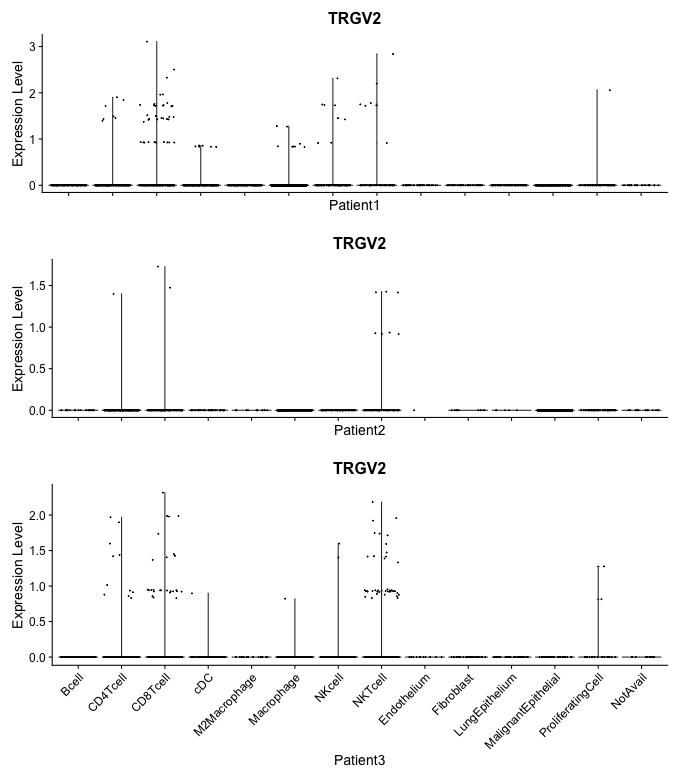 TRGV2
3
2
1
0
Expression Level
Patient1
TRGV2
1.5
1.0
0.5
0.0
Expression Level
Patient2
TRGV2
2.0
1.5
1.0
0.5
0.0
Expression Level
Bcell
CD4Tcell
CD8Tcell
cDC
M2Macrophage
Macrophage
NKcell
NKTcell
Endothelium
Fibroblast
LungEpithelium
MalignantEpithelial
ProliferatingCell
NotAvail
Patient3